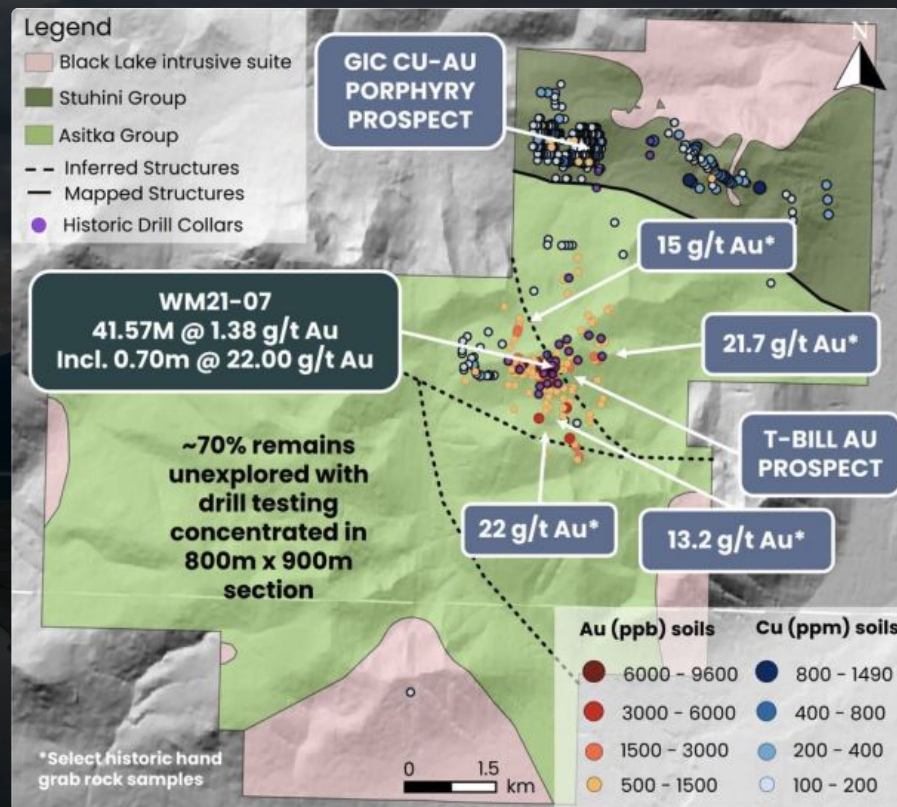 Legend
Black Lake intrusive suite
Stuhini Group
Asitka Group
Inferred Structures
Mapped Structures
Historic Drill Collars
GIC CU-AU
PORPHYRY
PROSPECT
N
15 g/t Au*
WM21-07
41.57M @ 1.38 g/t Au
Incl. 0.70m @ 22.00 g/t Au
21.7 g/t Au*
T-BILL AU
PROSPECT
~70% remains
unexplored with
drill testing
concentrated in
800m x 900m
section
22 g/t Au*
13.2 g/t Au*
*Select historic hand
grab rock samples
0 1.5
km
Au (ppb) soils
6000 - 9600
3000 - 6000
1500 - 3000
500 - 1500
Cu (ppm) soils
800 - 1490
400 - 800
200 - 400
100 - 200